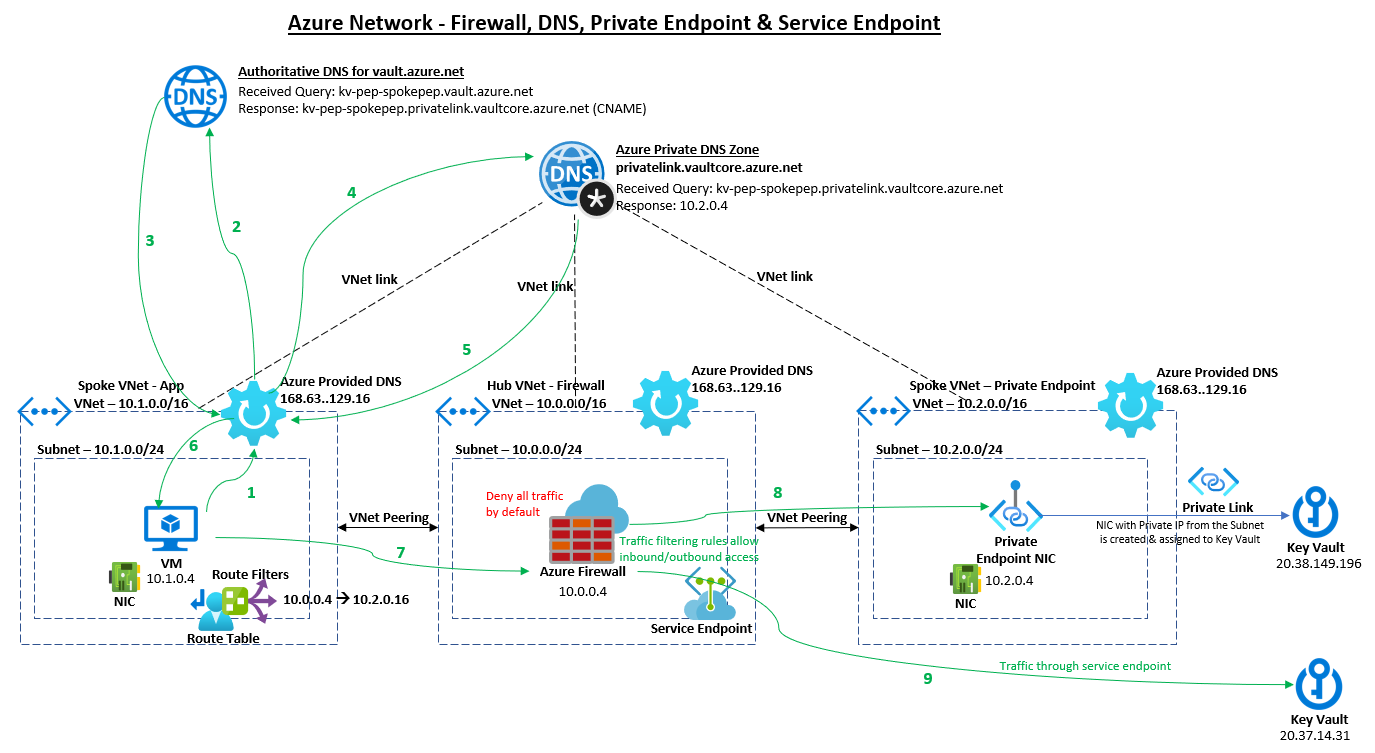 Azure Network - Firewall, DNS, Private Endpoint & Service Endpoint
Authoritative DNS for vault.azure.net
Received Query: kv-pep-spokepep.vault.azure.net
Response: kv-pep-spokepep.privatelink.vaultcore.azure.net (CNAME)
DNS
Azure Private DNS Zone
privatelink.vaultcore.azure.net
Received Query: kv-pep-spokepep.privatelink.vaultcore.azure.net
Response: 10.2.0.4
DNS
4
2
3
VNet link
VNet link
VNet link
5
Spoke VNet - App
VNet – 10.1.0.0/16
Azure Provided DNS
168.63..129.16
Hub VNet - Firewall
VNet – 10.0.0.0/16
Azure Provided DNS
168.63..129.16
Spoke VNet – Private Endpoint
VNet – 10.2.0.0/16
Azure Provided DNS
168.63..129.16
6
Subnet – 10.1.0.0/24
Subnet – 10.0.0.0/24
Subnet – 10.2.0.0/24
1
Deny all traffic
by default
8
VNet Peering
VNet Peering
Private Link
NIC with Private IP from the Subnet
is created & assigned to Key Vault
Traffic filtering rules allow
inbound/outbound access
7
VM
10.1.0.4
NIC
Route Filters
10.0.0.4 → 10.2.0.16
Route Table
Azure Firewall
10.0.0.4
Service Endpoint
Private
Endpoint NIC
10.2.0.4
NIC
Key Vault
20.38.149.196
Traffic through service endpoint
9
Key Vault
20.37.14.31